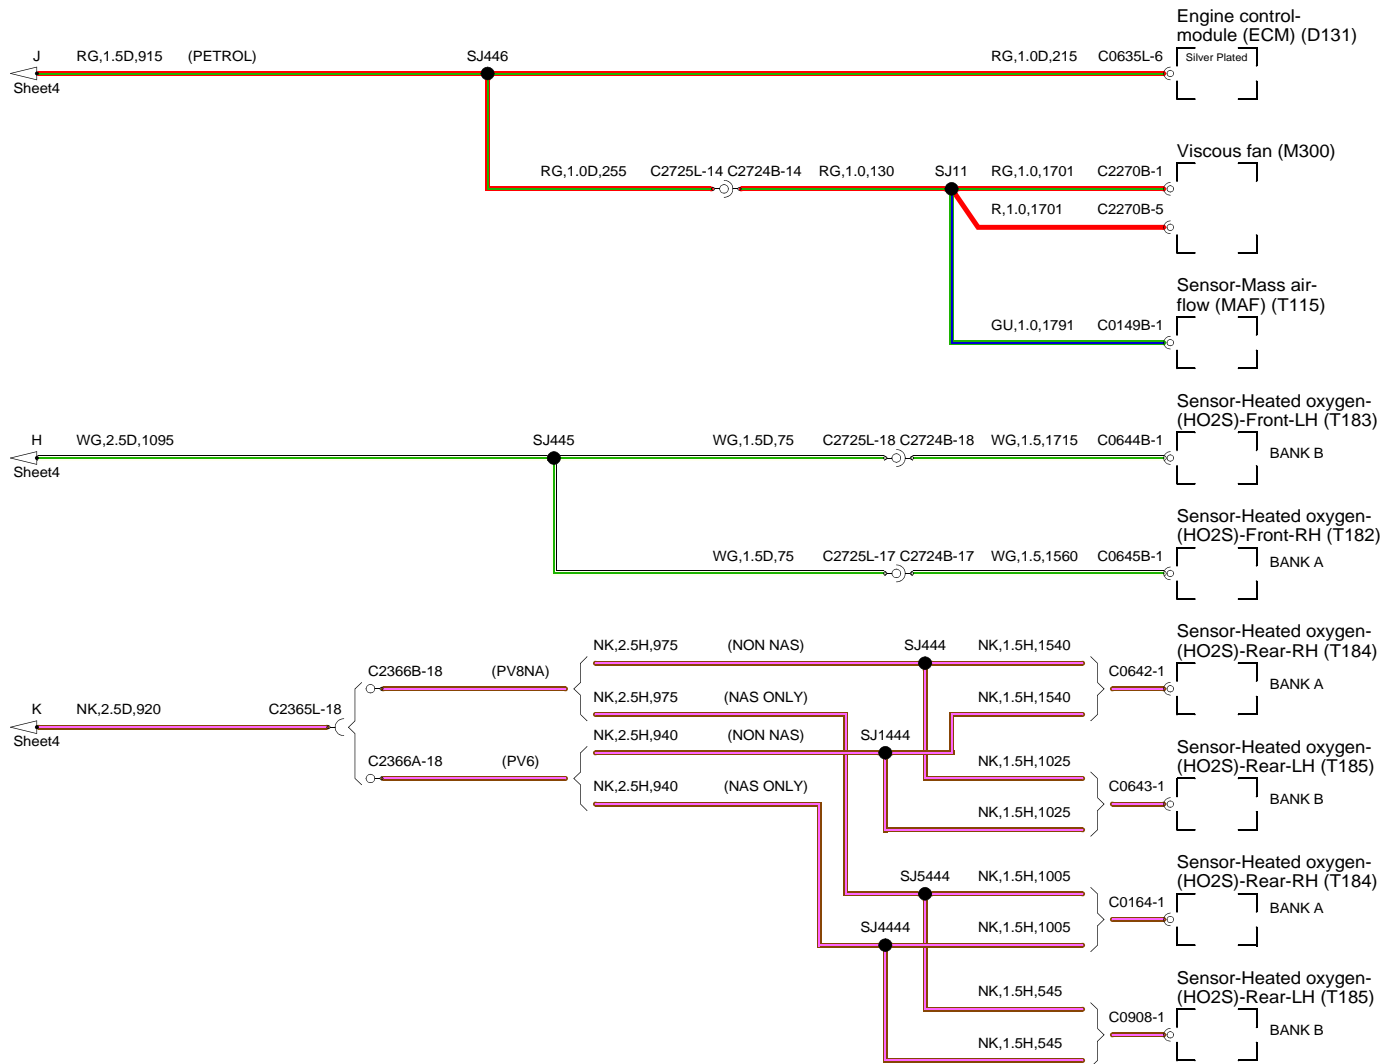 Engine control-
module (ECM) (D131)
J RG,1.5D,915 (PETROL) SJ446 RG,1.0D,215 C0635L-6 Silver Plated
Sheet4
Viscous fan (M300)
RG,1.0D,255 C2725L-14 C2724B-14 RG,1.0,130 SJ11 RG,1.0,1701 C2270B-1
R,1.0,1701 C2270B-5
Sensor-Mass air-
flow (MAF) (T115)
GU,1.0,1791 C0149B-1
Sensor-Heated oxygen-
(HO2S)-Front-LH (T183)
H WG,2.5D,1095 SJ445 WG,1.5D,75 C2725L-18 C2724B-18 WG,1.5,1715 C0644B-1 BANK B
Sheet4
Sensor-Heated oxygen-
(HO2S)-Front-RH (T182)
WG,1.5D,75 C2725L-17 C2724B-17 WG,1.5,1560 C0645B-1 BANK A
Sensor-Heated oxygen-
(HO2S)-Rear-RH (T184)
NK,2.5H,975 (NON NAS) SJ444 NK,1.5H,1540
C2366B-18 (PV8NA) C0642-1 BANK A
NK,2.5H,975 (NAS ONLY) NK,1.5H,1540
K NK,2.5D,920 C2365L-18
Sheet4
NK,2.5H,940 (NON NAS) SJ1444
Sensor-Heated oxygen-
(HO2S)-Rear-LH (T185)
C2366A-18 (PV6) NK,1.5H,1025
NK,2.5H,940 (NAS ONLY) C0643-1 BANK B
NK,1.5H,1025
Sensor-Heated oxygen-
(HO2S)-Rear-RH (T184)
SJ5444 NK,1.5H,1005
C0164-1 BANK A
SJ4444 NK,1.5H,1005
Sensor-Heated oxygen-
(HO2S)-Rear-LH (T185)
NK,1.5H,545
C0908-1 BANK B
NK,1.5H,545